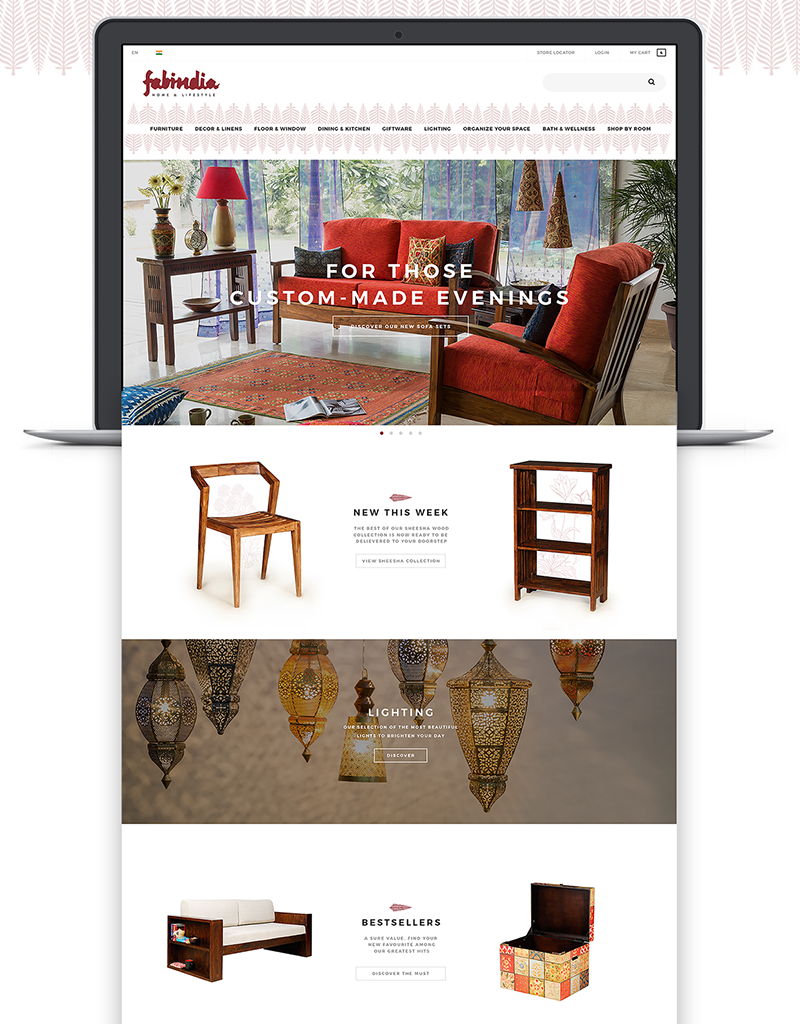 EN
STORE LOCATOR LOGIN MY CART 6
fabindia
HOME & LIFESTYLE
FURNITURE DECOR & LINENS FLOOR & WINDOW DINING & KITCHEN GIFTWARE LIGHTING ORGANIZE YOUR SPACE BATH & WELLNESS SHOP BY ROOM
FOR THOSE
CUSTOM-MADE EVENINGS
DISCOVER OUR NEW SOFA SETS
NEW THIS WEEK
THE BEST OF OUR SHEESHA WOOD
COLLECTION IS NOW READY TO BE
DELIEVERED TO YOUR DOORSTEP
VIEW SHEESHA COLLECTION
LIGHTING
OUR SELECTION OF THE MOST BEAUTIFUL
LIGHTS TO BRIGHTEN YOUR DAY
DISCOVER
BESTSELLERS
A SURE VALUE. FIND YOUR
NEW FAVOURITE AMONG
OUR GREATEST HITS
DISCOVER THE MUST